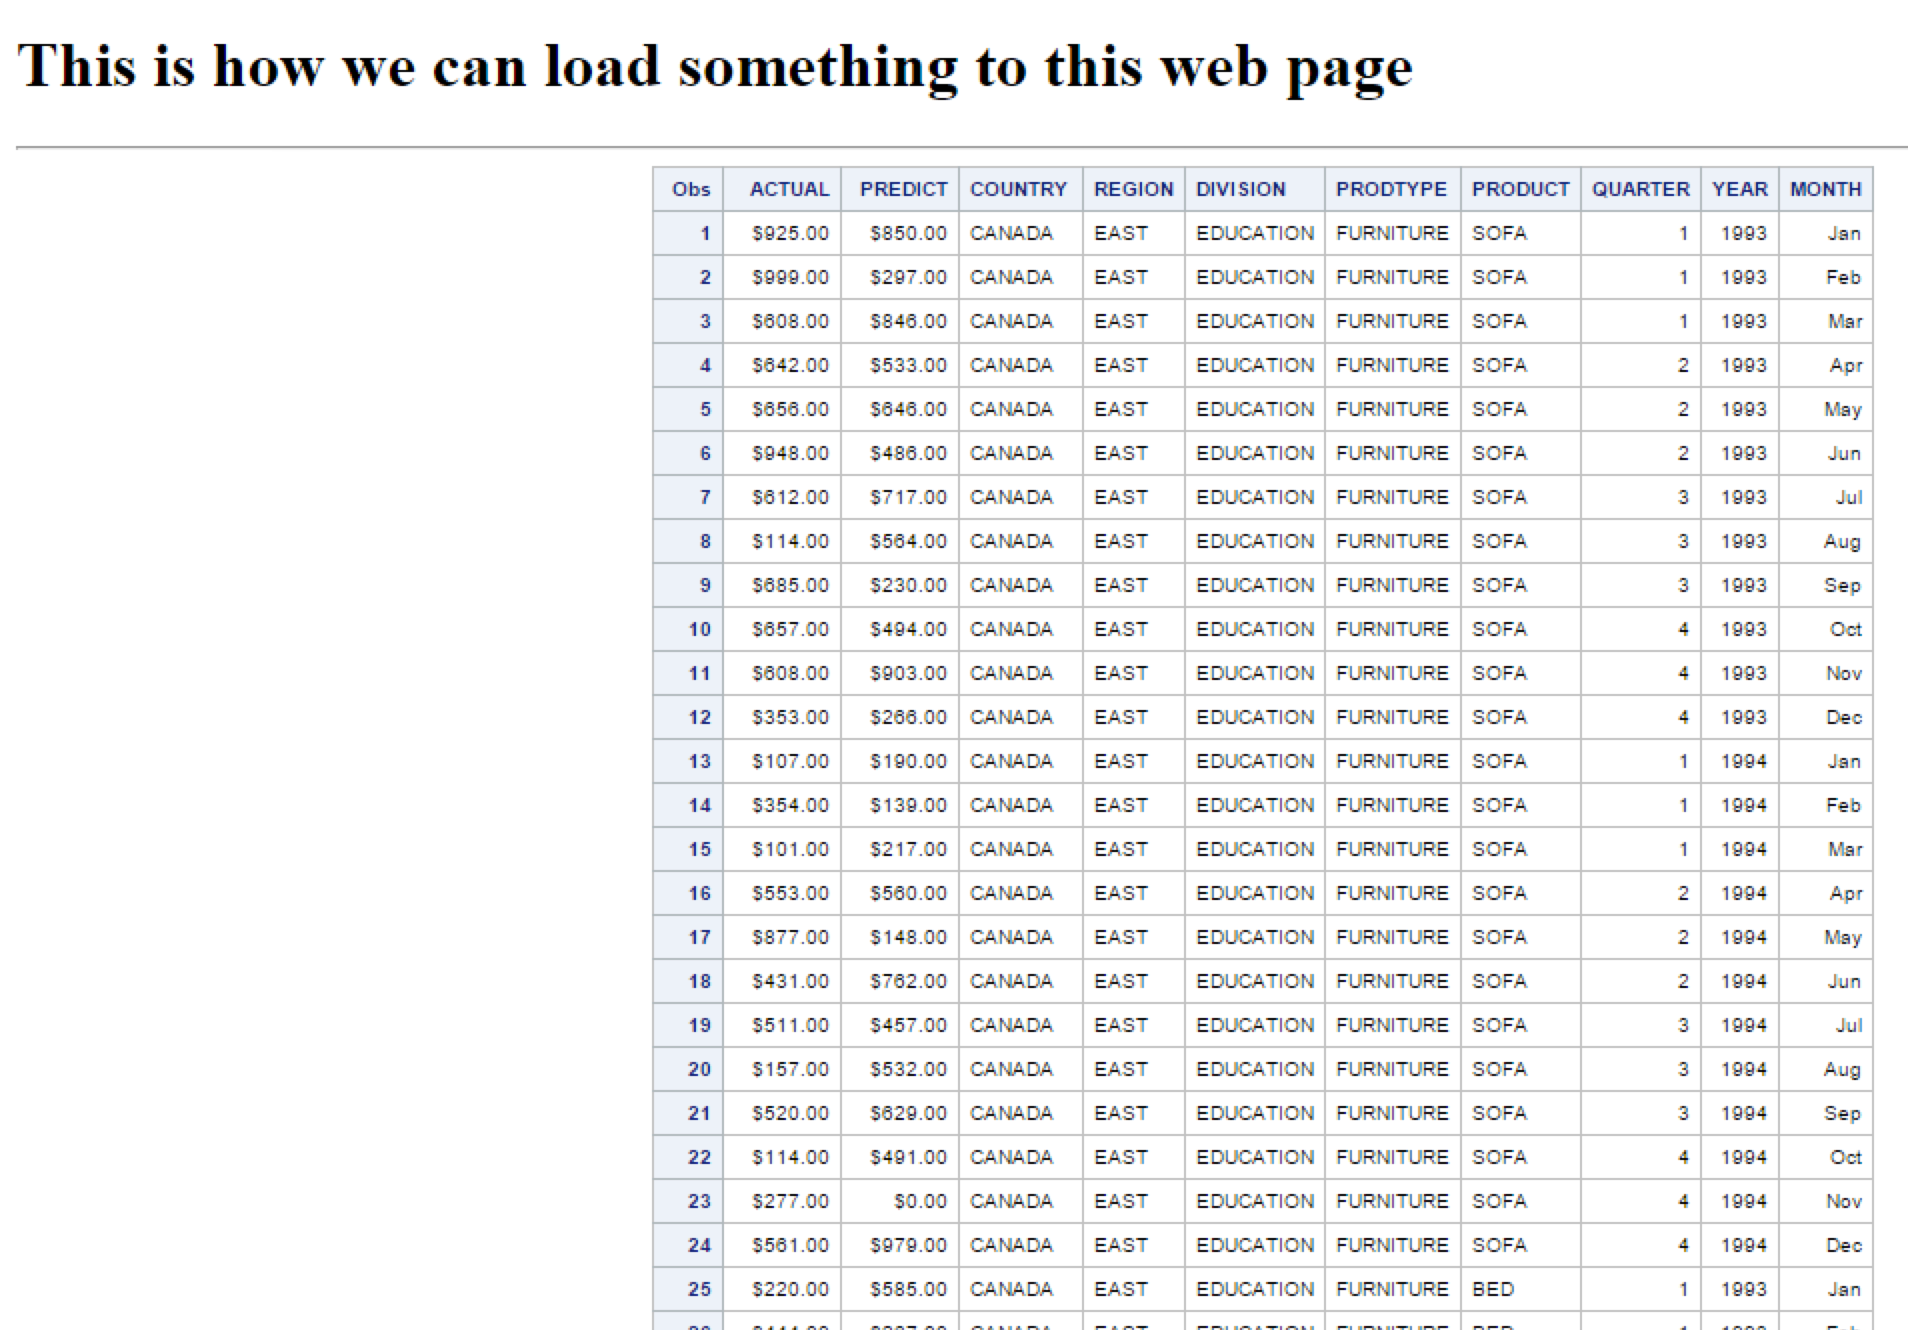 This is how we can load something to this web page
Obs ACTUAL PREDICT COUNTRY REGION DIVISION PRODTYPE PRODUCT QUARTER YEAR MONTH
1 $925.00 $850.00 CANADA EAST EDUCATION FURNITURE SOFA 1 1993 Jan
2 $999.00 $297.00 CANADA EAST EDUCATION FURNITURE SOFA 1 1993 Feb
3 $608.00 $846.00 CANADA EAST EDUCATION FURNITURE SOFA 1 1993 Mar
4 $642.00 $533.00 CANADA EAST EDUCATION FURNITURE SOFA 2 1993 Apr
5 $656.00 $646.00 CANADA EAST EDUCATION FURNITURE SOFA 2 1993 May
6 $948.00 $486.00 CANADA EAST EDUCATION FURNITURE SOFA 2 1993 Jun
7 $612.00 $717.00 CANADA EAST EDUCATION FURNITURE SOFA 3 1993 Jul
8 $114.00 $564.00 CANADA EAST EDUCATION FURNITURE SOFA 3 1993 Aug
9 $685.00 $230.00 CANADA EAST EDUCATION FURNITURE SOFA 3 1993 Sep
10 $657.00 $494.00 CANADA EAST EDUCATION FURNITURE SOFA 4 1993 Oct
11 $608.00 $903.00 CANADA EAST EDUCATION FURNITURE SOFA 4 1993 Nov
12 $353.00 $266.00 CANADA EAST EDUCATION FURNITURE SOFA 4 1993 Dec
13 $107.00 $190.00 CANADA EAST EDUCATION FURNITURE SOFA 1 1994 Jan
14 $354.00 $139.00 CANADA EAST EDUCATION FURNITURE SOFA 1 1994 Feb
15 $101.00 $217.00 CANADA EAST EDUCATION FURNITURE SOFA 1 1994 Mar
16 $553.00 $560.00 CANADA EAST EDUCATION FURNITURE SOFA 2 1994 Apr
17 $877.00 $148.00 CANADA EAST EDUCATION FURNITURE SOFA 2 1994 May
18 $431.00 $762.00 CANADA EAST EDUCATION FURNITURE SOFA 2 1994 Jun
19 $511.00 $457.00 CANADA EAST EDUCATION FURNITURE SOFA 3 1994 Jul
20 $157.00 $532.00 CANADA EAST EDUCATION FURNITURE SOFA 3 1994 Aug
21 $520.00 $629.00 CANADA EAST EDUCATION FURNITURE SOFA 3 1994 Sep
22 $114.00 $491.00 CANADA EAST EDUCATION FURNITURE SOFA 4 1994 Oct
23 $277.00 $0.00 CANADA EAST EDUCATION FURNITURE SOFA 4 1994 Nov
24 $561.00 $979.00 CANADA EAST EDUCATION FURNITURE SOFA 4 1994 Dec
25 $220.00 $585.00 CANADA EAST EDUCATION FURNITURE BED 1 1993 Jan